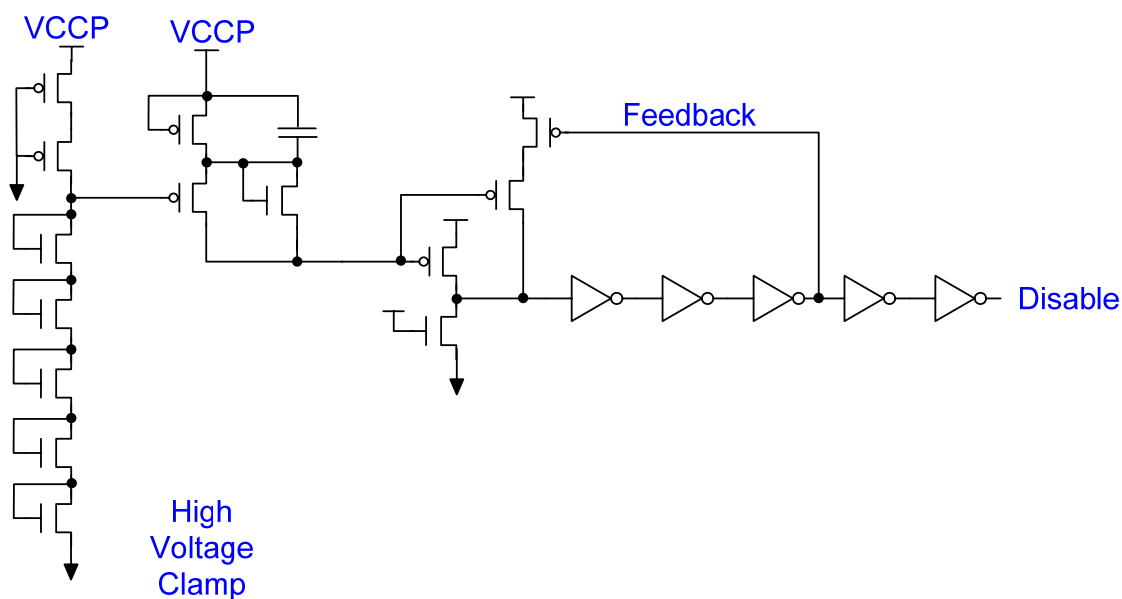 VCCP
VCCP
Feedback
Disable
High
Voltage
Clamp